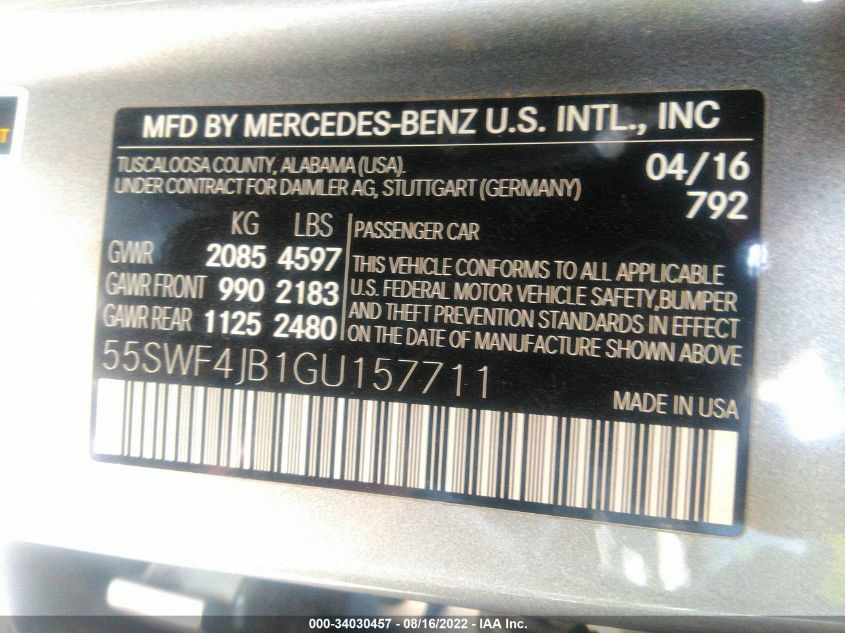 MFD BY MERCEDES-BENZ U.S. INTL., INC
TUSCALOOSA COUNTY, ALABAMA (USA).
UNDER CONTRACT FOR DAIMLER AG, STUTTGART (GERMANY)
04/16
792
KG LBS
GVWR 2085 4597
GAWR FRONT 990 2183
GAWR REAR 1125 2480
PASSENGER CAR
THIS VEHICLE CONFORMS TO ALL APPLICABLE
U.S. FEDERAL MOTOR VEHICLE SAFETY,BUMPER
AND THEFT PREVENTION STANDARDS IN EFFECT
ON THE DATE OF MANUFACTURE SHOWN ABOVE.
55SWF4JB1GU157711
MADE IN USA
000-34030457 - 08/16/2022 - IAA Inc.